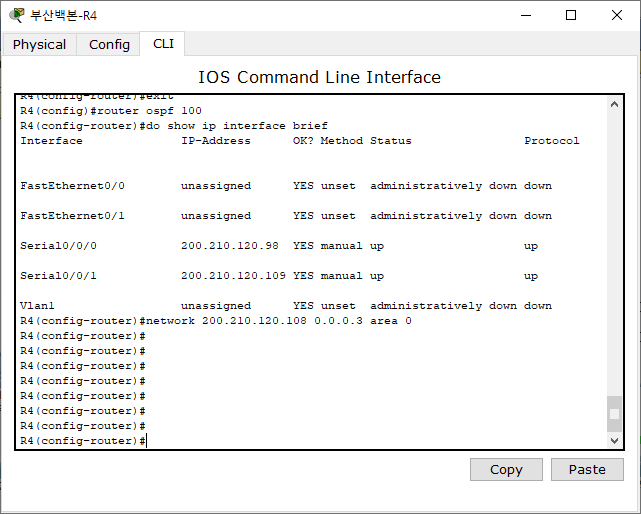 부산백본-R4
Physical Config CLI
IOS Command Line Interface
R4(config-router)#exit
R4(config)#router ospf 100
R4(config-router)#do show ip interface brief
Interface IP-Address OK? Method Status Protocol
FastEthernet0/0 unassigned YES unset administratively down down
FastEthernet0/1 unassigned YES unset administratively down down
Serial0/0/0 200.210.120.98 YES manual up up
Serial0/0/1 200.210.120.109 YES manual up up
Vlan1 unassigned YES unset administratively down down
R4(config-router)#network 200.210.120.108 0.0.0.3 area 0
R4(config-router)#
R4(config-router)#
R4(config-router)#
R4(config-router)#
R4(config-router)#
R4(config-router)#
R4(config-router)#
R4(config-router)#
Copy Paste